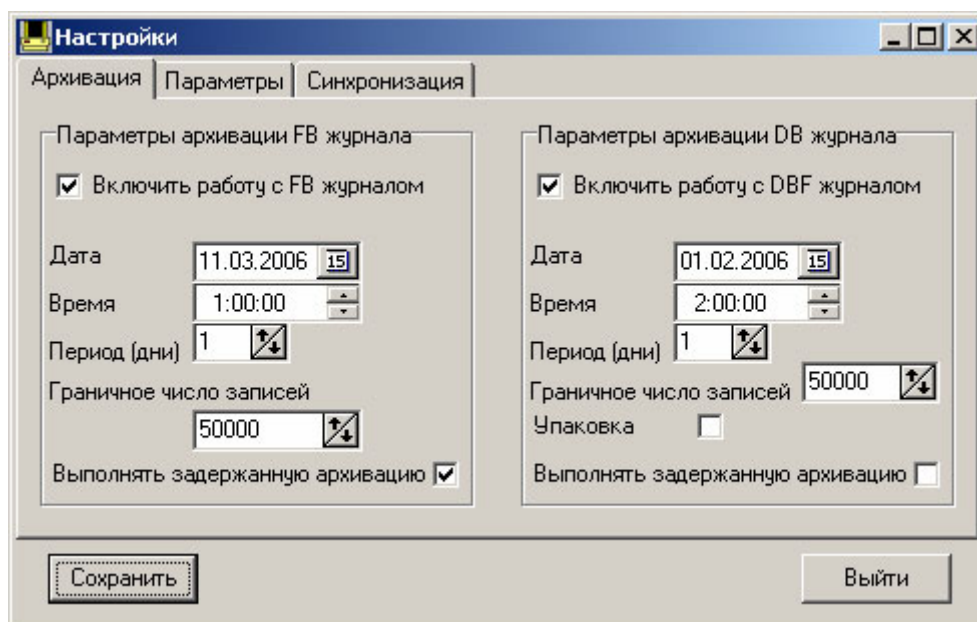 Настройки
Архивация Параметры Синхронизация
Параметры архивации FB журнала
Включить работу с FB журналом
Дата 11.03.2006 15
Время 1:00:00
Период (дни) 1
Граничное число записей
50000
Выполнять задержанную архивацию
Параметры архивации DB журнала
Включить работу с DBF журналом
Дата 01.02.2006 15
Время 2:00:00
Период (дни) 1
Граничное число записей 50000
Упаковка
Выполнять задержанную архивацию
Сохранить Выйти